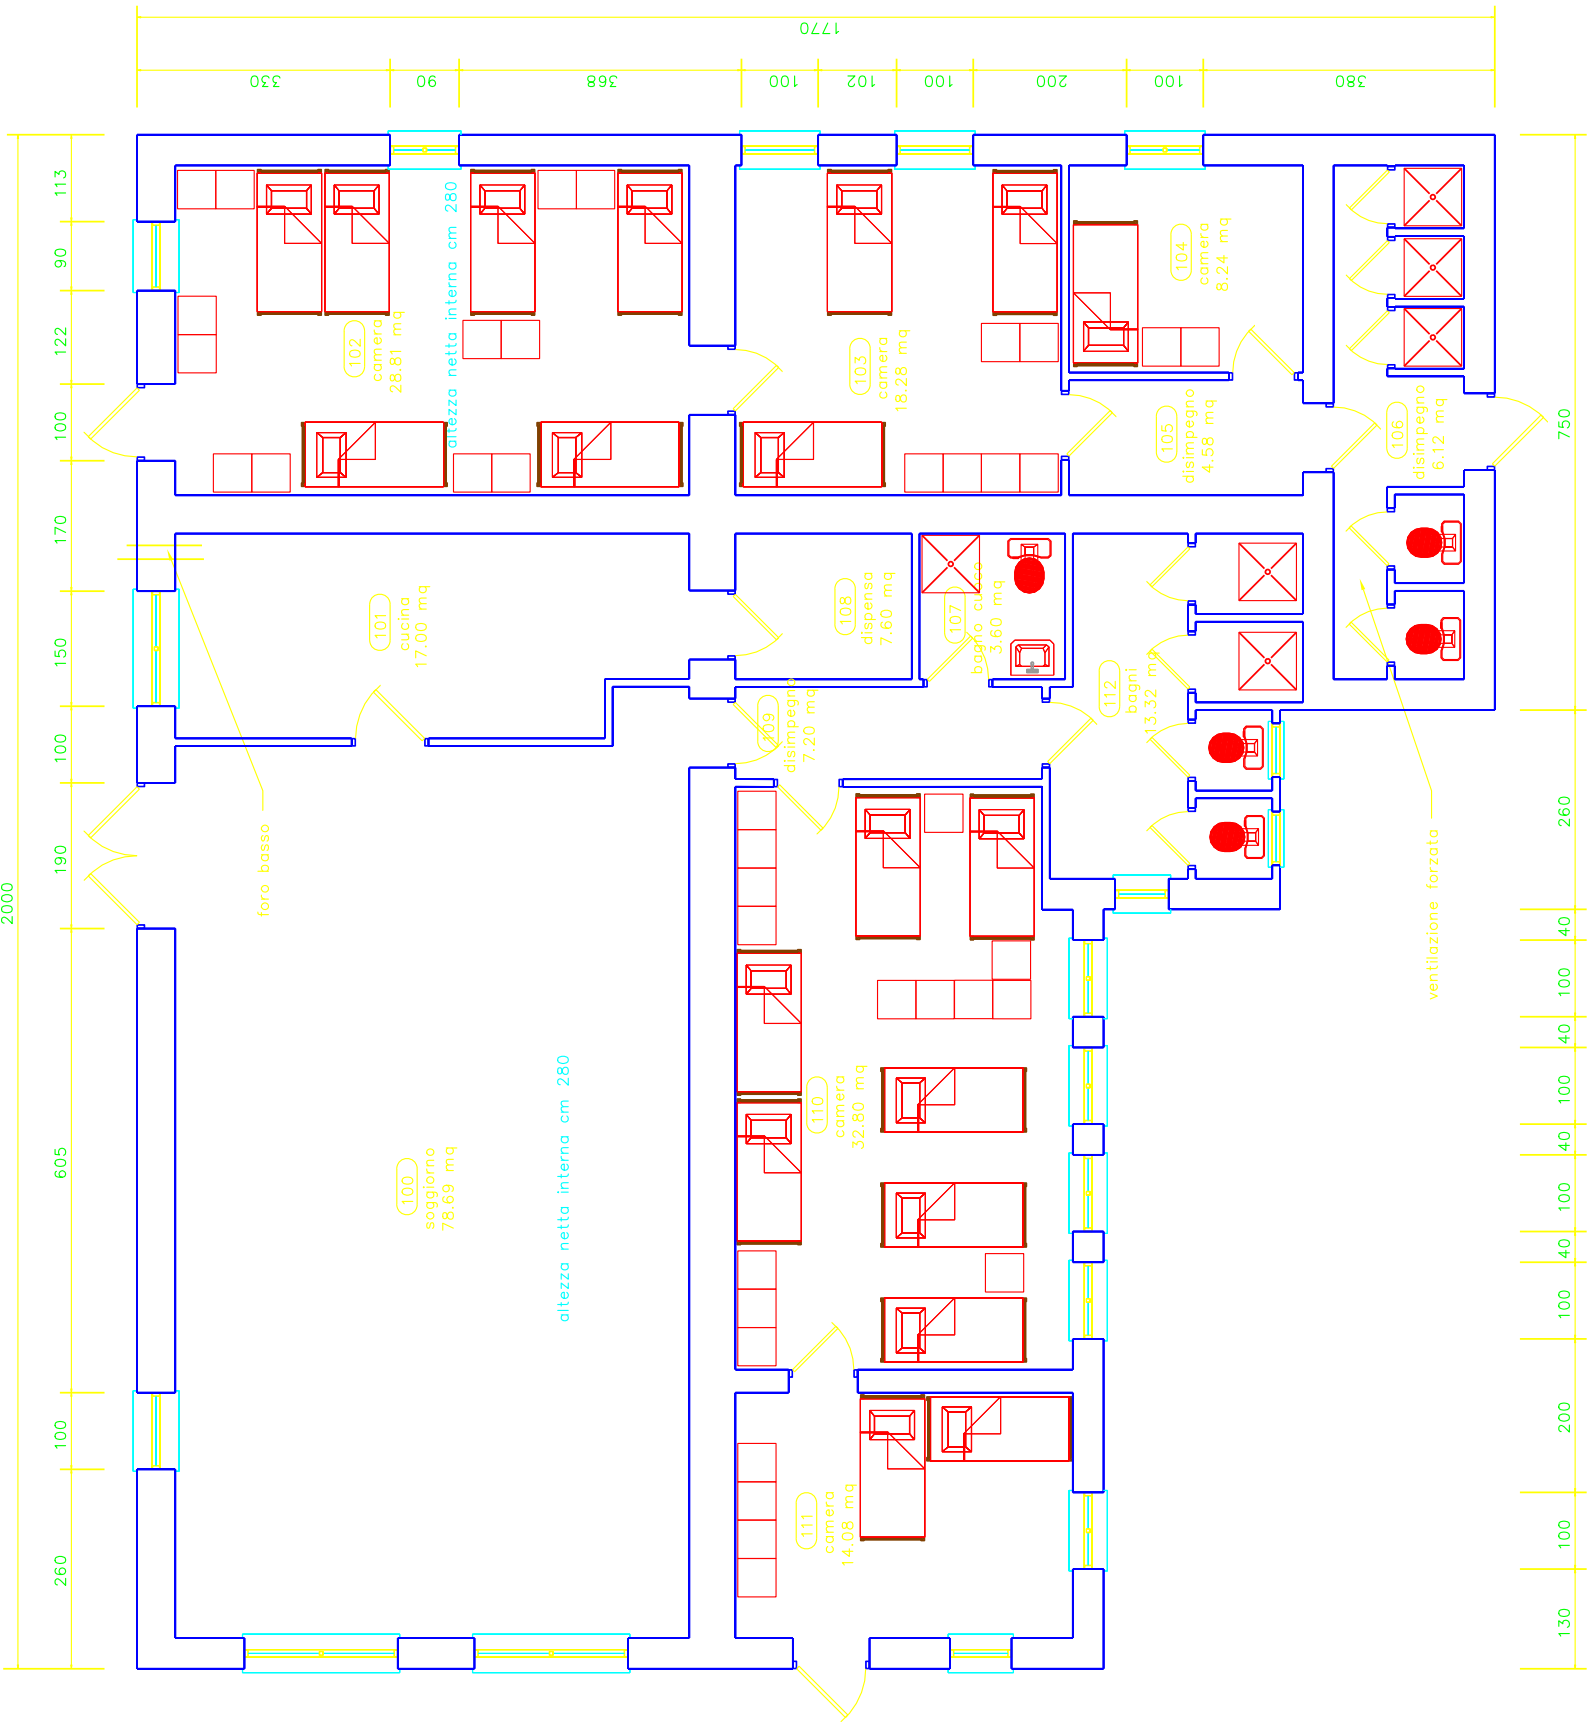 1770
330
90
368
100
102
100
200
100
380
2000
113
90
122
100
170
150
100
190
605
100
260
750
260
40
100
40
100
40
100
40
100
200
100
130
102
camera
28.81 mq
altezza netta interna cm 280
103
camera
18.28 mq
104
camera
8.24 mq
105
disimpegno
4.58 mq
106
disimpegno
6.12 mq
101
cucina
17.00 mq
108
dispensa
7.60 mq
107
bagno cuoco
3.60 mq
109
disimpegno
7.20 mq
112
bagni
13.32 mq
foro basso
ventilazione forzata
110
camera
32.80 mq
100
soggiorno
78.69 mq
altezza netta interna cm 280
111
camera
14.08 mq